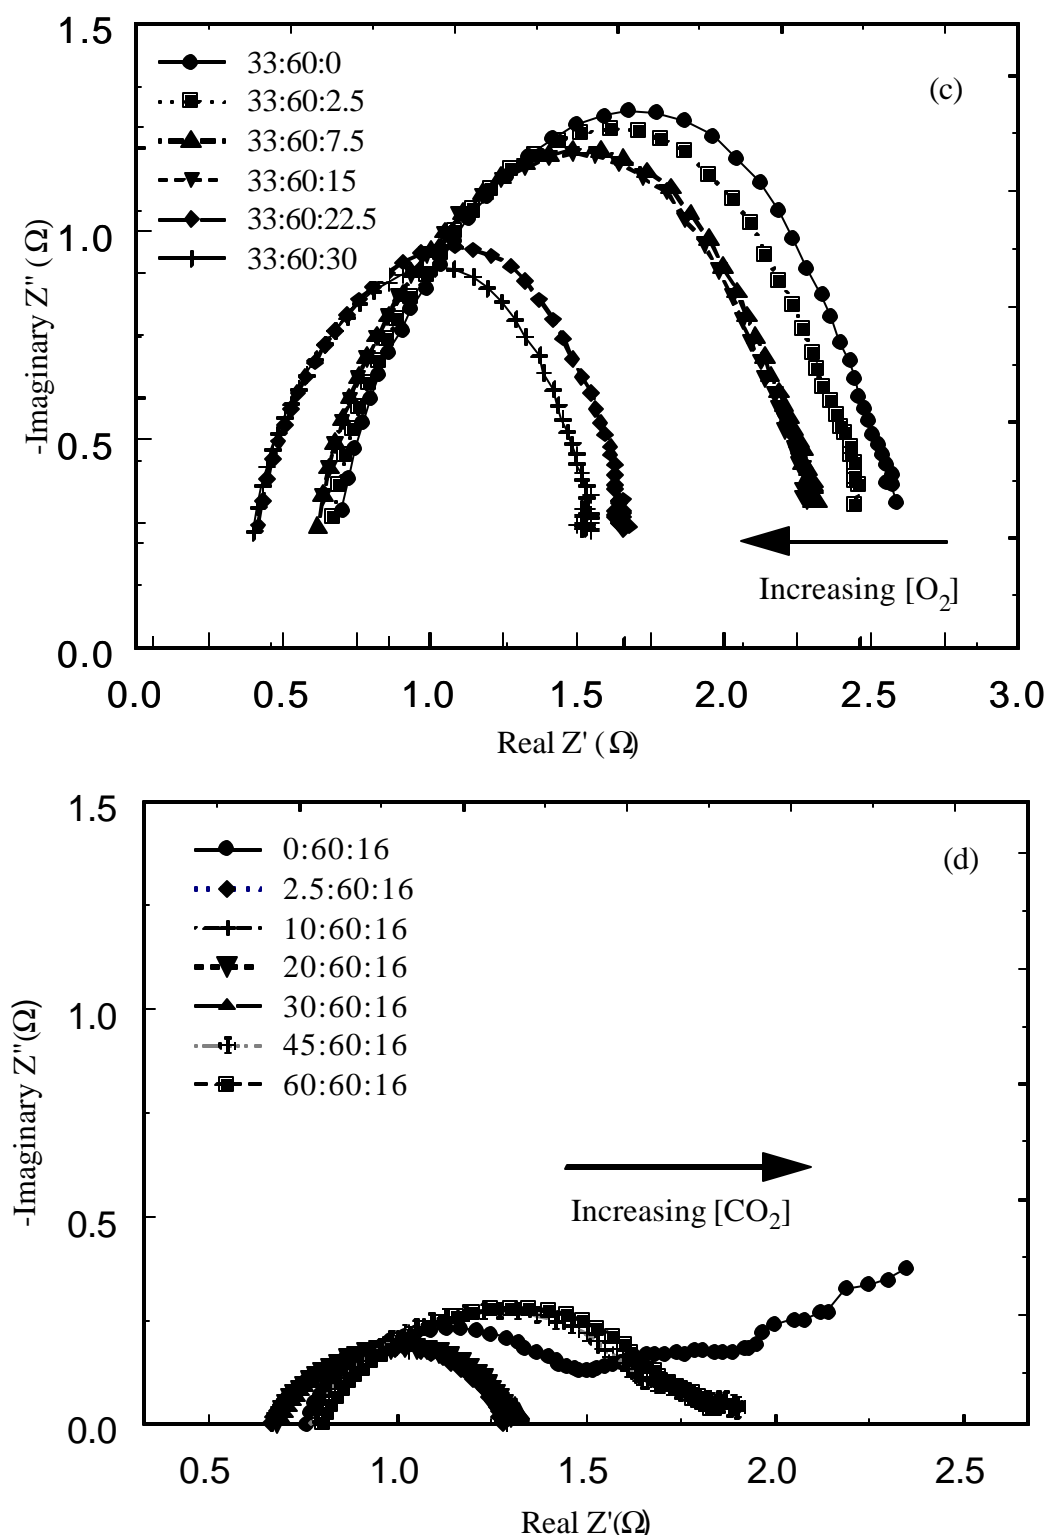 1.5
33:60:0
(c)
33:60:2.5
33:60:7.5
33:60:15
33:60:22.5
1.0
33:60:30
-Imaginary Z" (Ω)
0.5
Increasing [O2]
0.0
0.0 0.5 1.0 1.5 2.0 2.5 3.0
Real Z' (Ω)
1.5
0:60:16
(d)
2.5:60:16
10:60:16
20:60:16
30:60:16
1.0
45:60:16
60:60:16
-Imaginary Z"(Ω)
Increasing [CO2]
0.5
0.0
0.5 1.0 1.5 2.0 2.5
Real Z'(Ω)